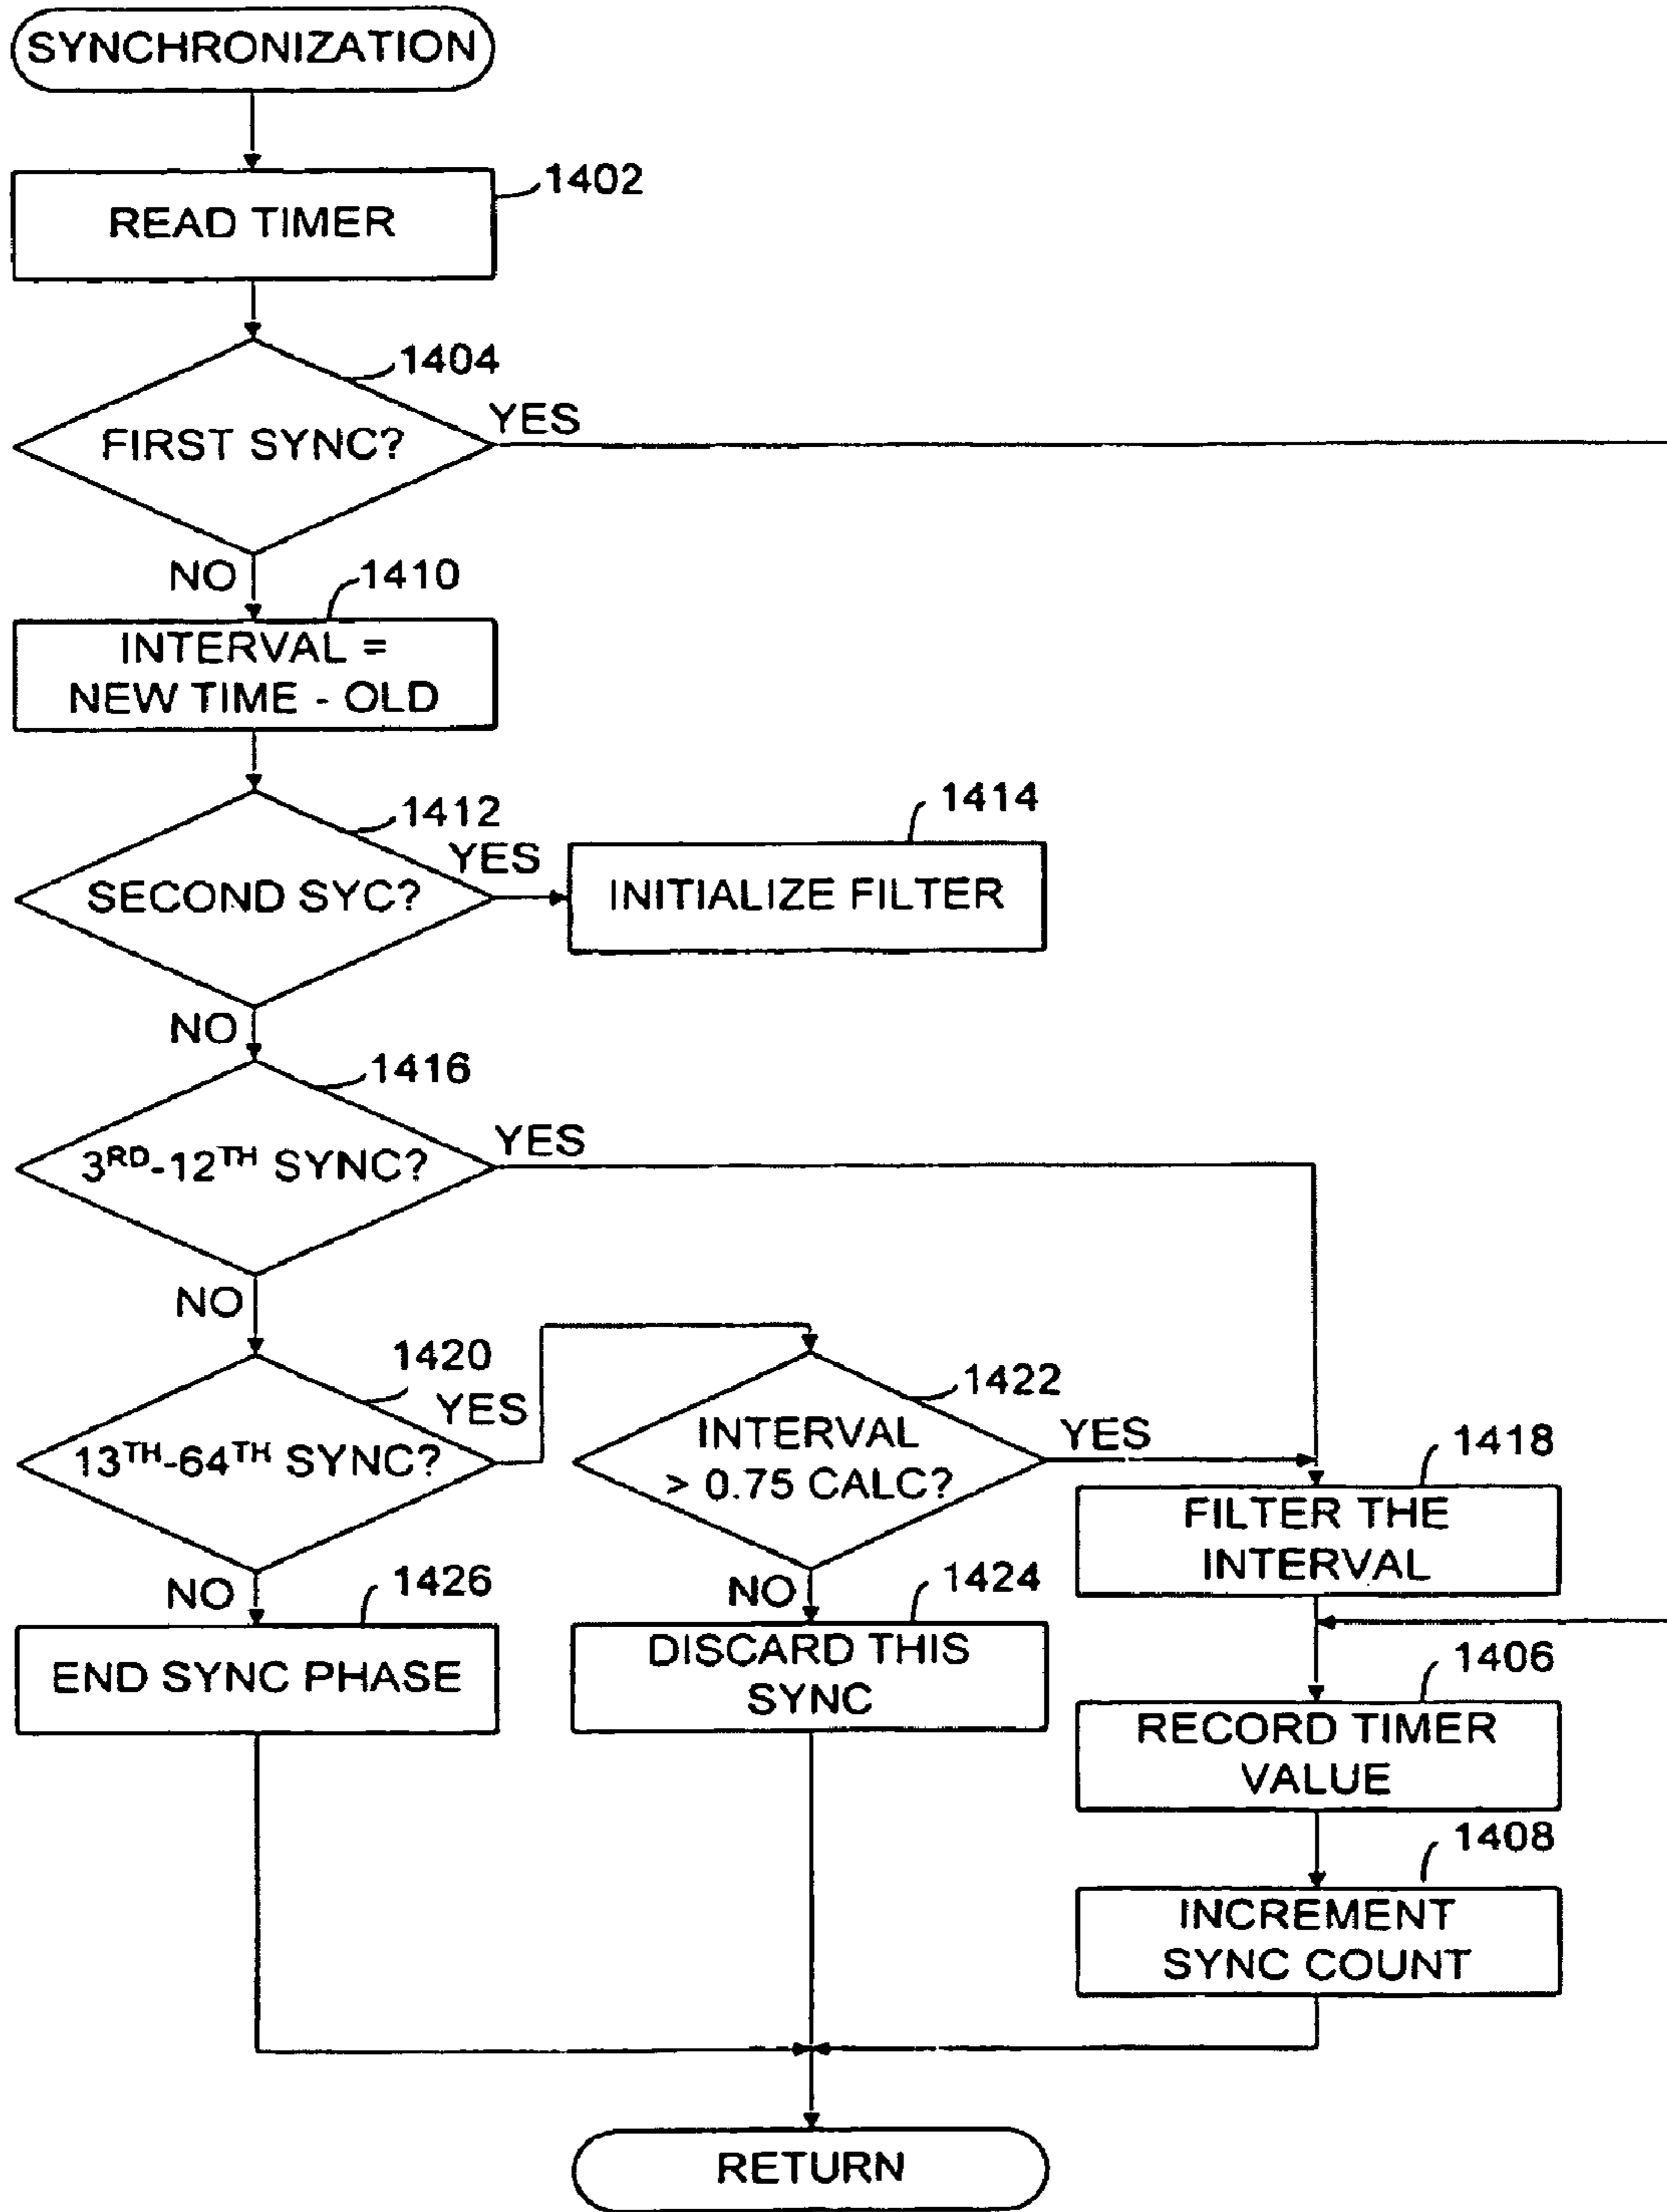 SYNCHRONIZATION
1402
READ TIMER
1404
YES
FIRST SYNC?
NO
1410
INTERVAL =
NEW TIME - OLD
1412
1414
YES
SECOND SYC?
INITIALIZE FILTER
NO
1416
YES
3RD-12TH SYNC?
NO
1420
YES
13TH-64TH SYNC?
1422
INTERVAL
> 0.75 CALC?
YES
1418
FILTER THE
INTERVAL
NO
1426
END SYNC PHASE
NO
1424
DISCARD THIS
SYNC
1406
RECORD TIMER
VALUE
1408
INCREMENT
SYNC COUNT
RETURN